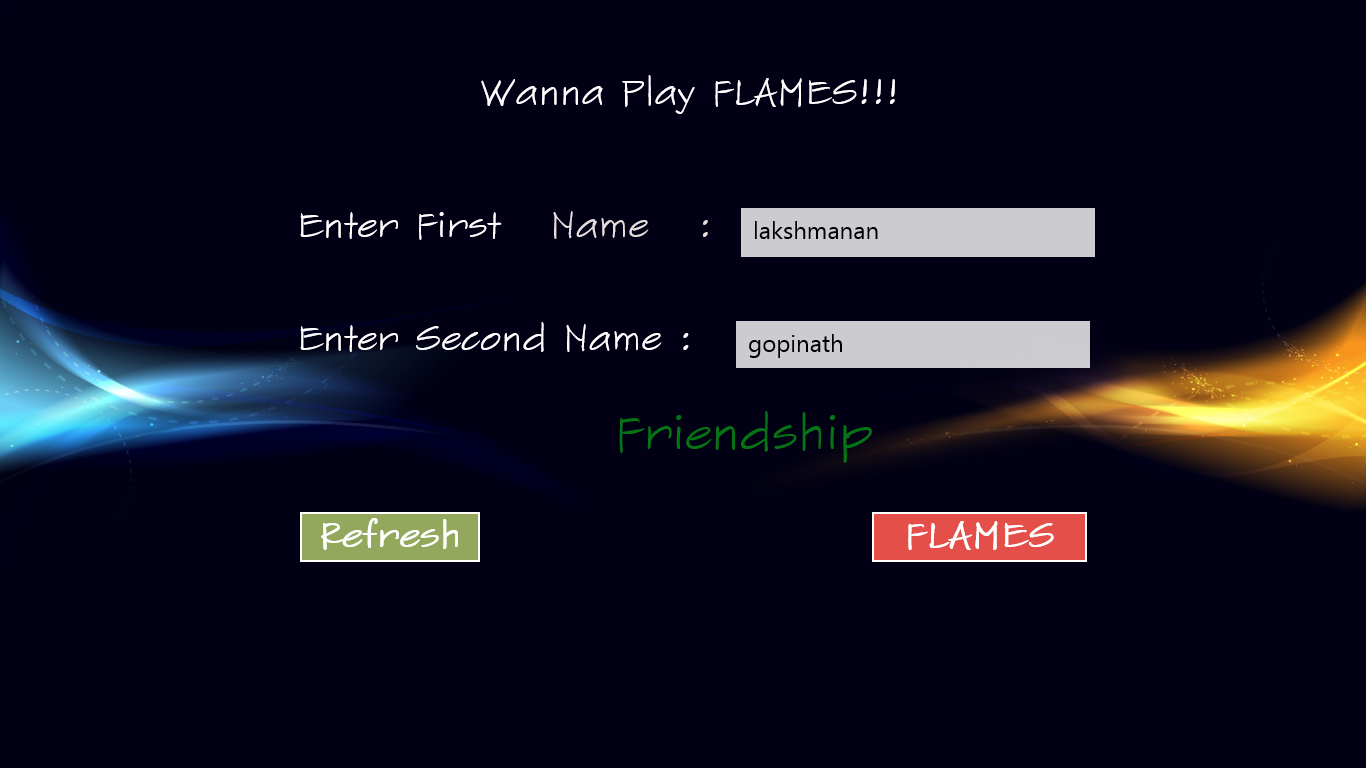 Wanna Play FLAMES!!!
Enter First Name : lakshmanan
Enter Second Name : gopinath
Friendship
Refresh FLAMES